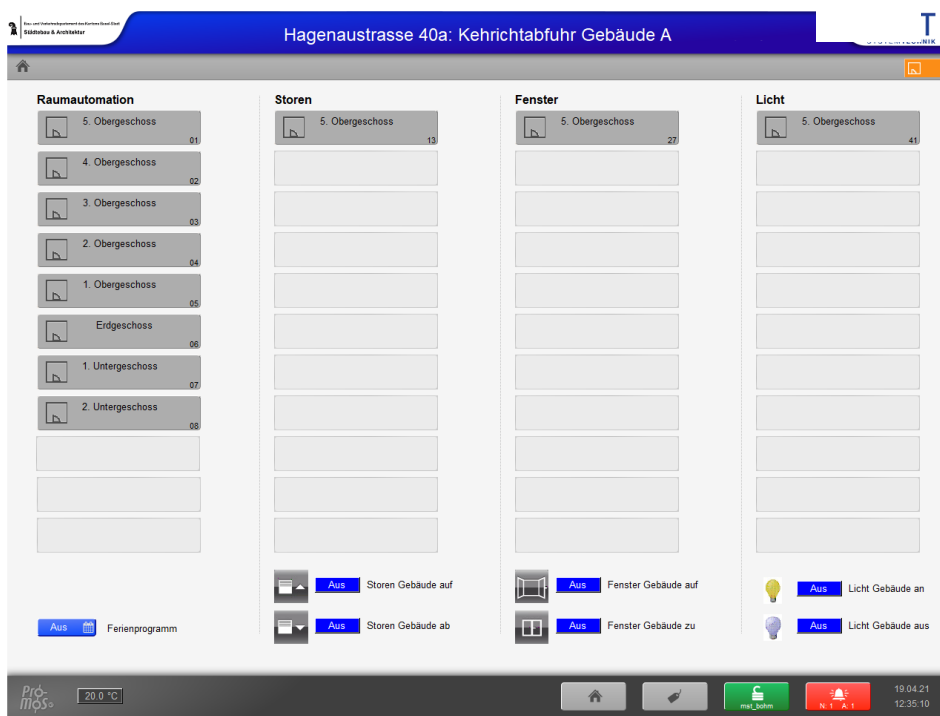 Bau- und Verkehrsdepartement des Kantons Basel-Stadt
Städtebau & Architektur
Hagenaustrasse 40a: Kehrichtabfuhr Gebäude A
T
Raumautomation
5. Obergeschoss
01
4. Obergeschoss
02
3. Obergeschoss
03
2. Obergeschoss
04
1. Obergeschoss
05
Erdgeschoss
06
1. Untergeschoss
07
2. Untergeschoss
08
Aus
Ferienprogramm
Storen
5. Obergeschoss
13
Aus
Storen Gebäude auf
Aus
Storen Gebäude ab
Fenster
5. Obergeschoss
27
Aus
Fenster Gebäude auf
Aus
Fenster Gebäude zu
Licht
5. Obergeschoss
41
Aus
Licht Gebäude an
Aus
Licht Gebäude aus
20.0 °C
mst_bohm
N: 1 A: 1
19.04.21
12:35:10